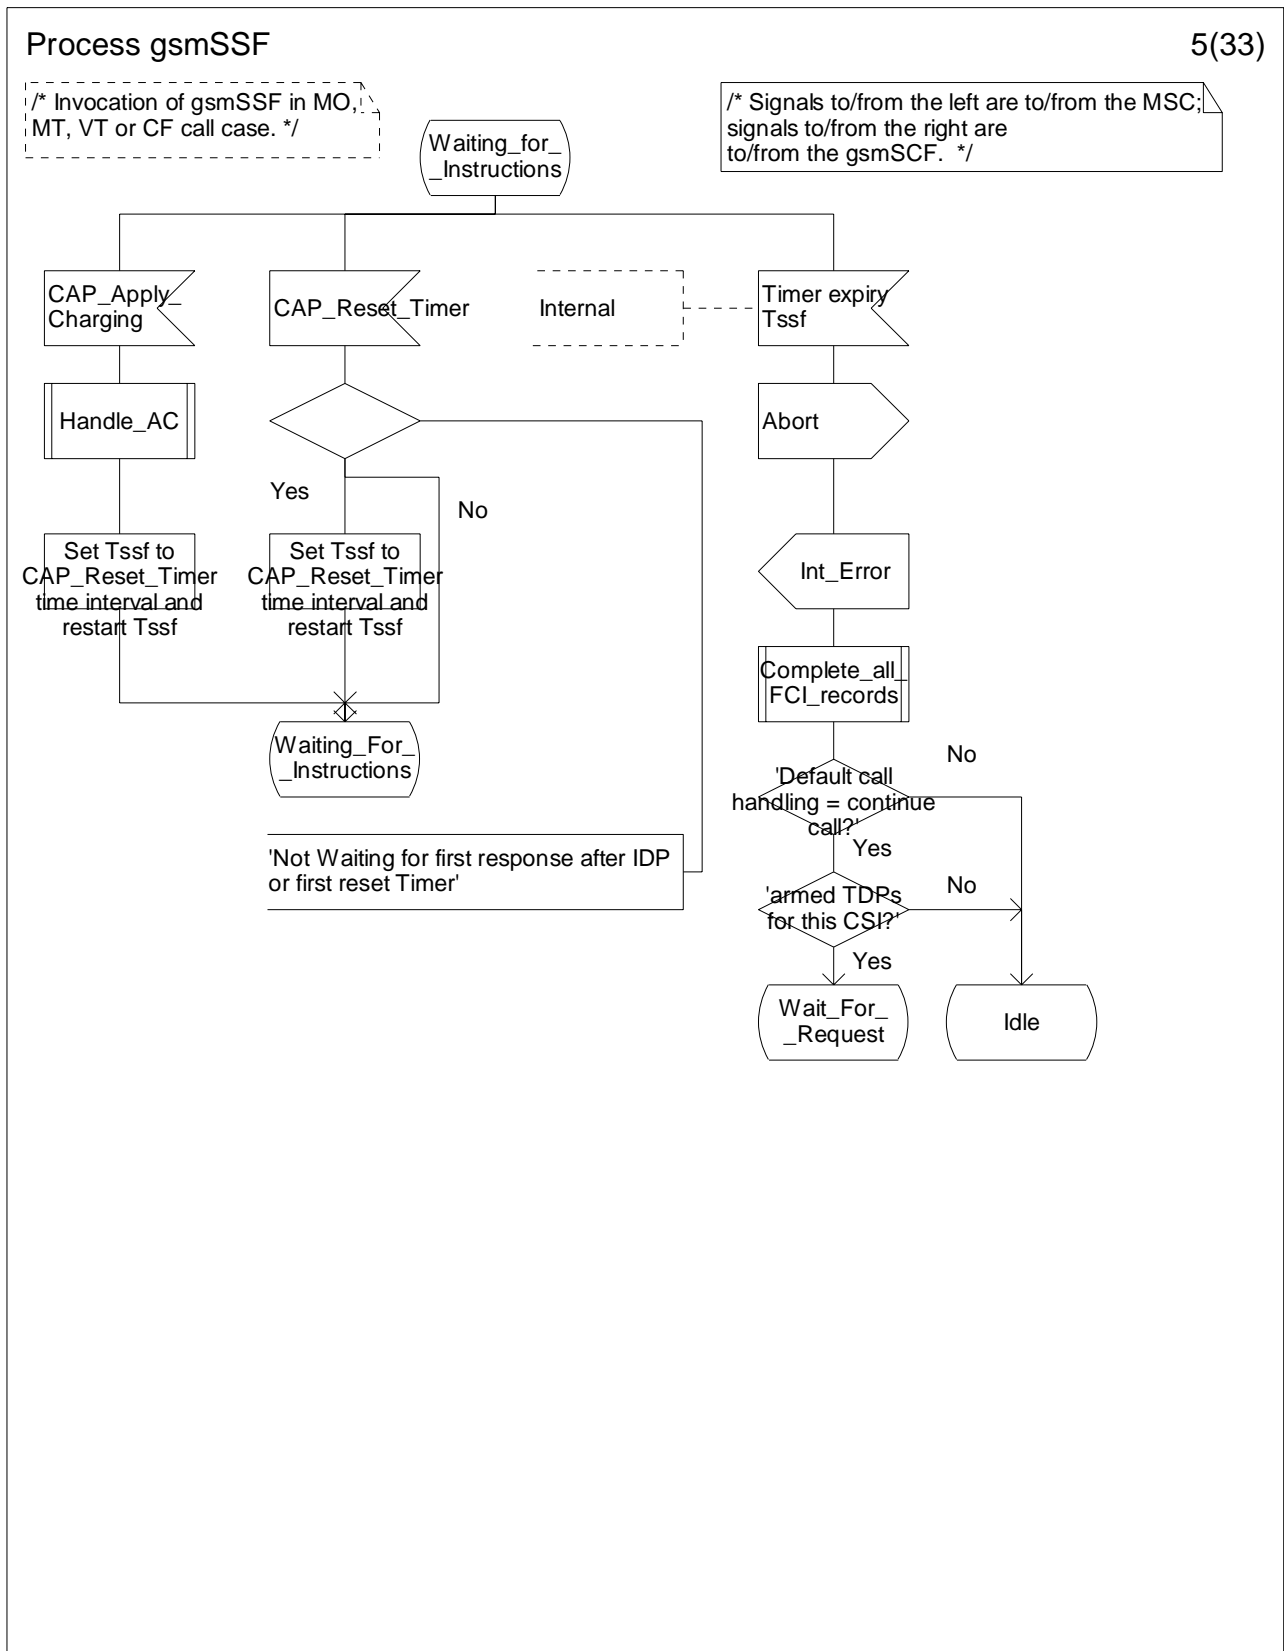 Process gsmSSF
5(33)
/* Invocation of gsmSSF in MO,
MT, VT or CF call case. */
/* Signals to/from the left are to/from the MSC;
signals to/from the right are
to/from the gsmSCF.  */
Waiting_for_
_Instructions
CAP_Apply_
Charging
CAP_Reset_Timer
Internal
Timer expiry
Tssf
Handle_AC
Abort
Yes
No
Set Tssf to
CAP_Reset_Timer
time interval and
restart Tssf
Set Tssf to
CAP_Reset_Timer
time interval and
restart Tssf
Int_Error
Complete_all_
FCI_records
Waiting_For_
_Instructions
No
'Default call
handling = continue
call?'
Yes
'Not Waiting for first response after IDP
or first reset Timer'
'armed TDPs
for this CSI?'
No
Yes
Wait_For_
_Request
Idle